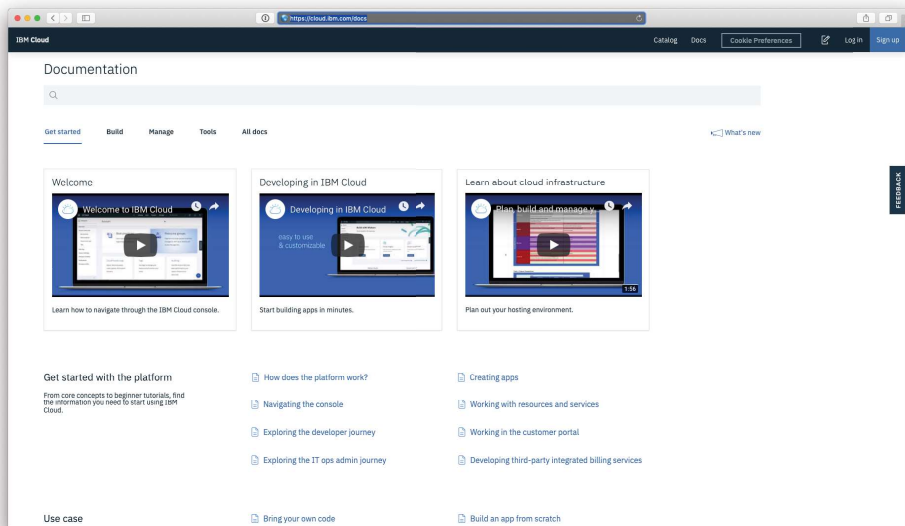 https://cloud.ibm.com/docs
IBM Cloud
Catalog Docs Cookie Preferences Log in Sign up
Documentation
Get started Build Manage Tools All docs What's new
FEEDBACK
Welcome
Welcome to IBM Cloud
Learn how to navigate through the IBM Cloud console.
Developing in IBM Cloud
Developing in IBM Cloud
easy to use
& customizable
Start building apps in minutes.
Learn about cloud infrastructure
Plan, build and manage y
1:56
Plan out your hosting environment.
Get started with the platform
From core concepts to beginner tutorials, find
the information you need to start using IBM
Cloud.
How does the platform work?
Navigating the console
Exploring the developer journey
Exploring the IT ops admin journey
Creating apps
Working with resources and services
Working in the customer portal
Developing third-party integrated billing services
Use case
Bring your own code
Build an app from scratch